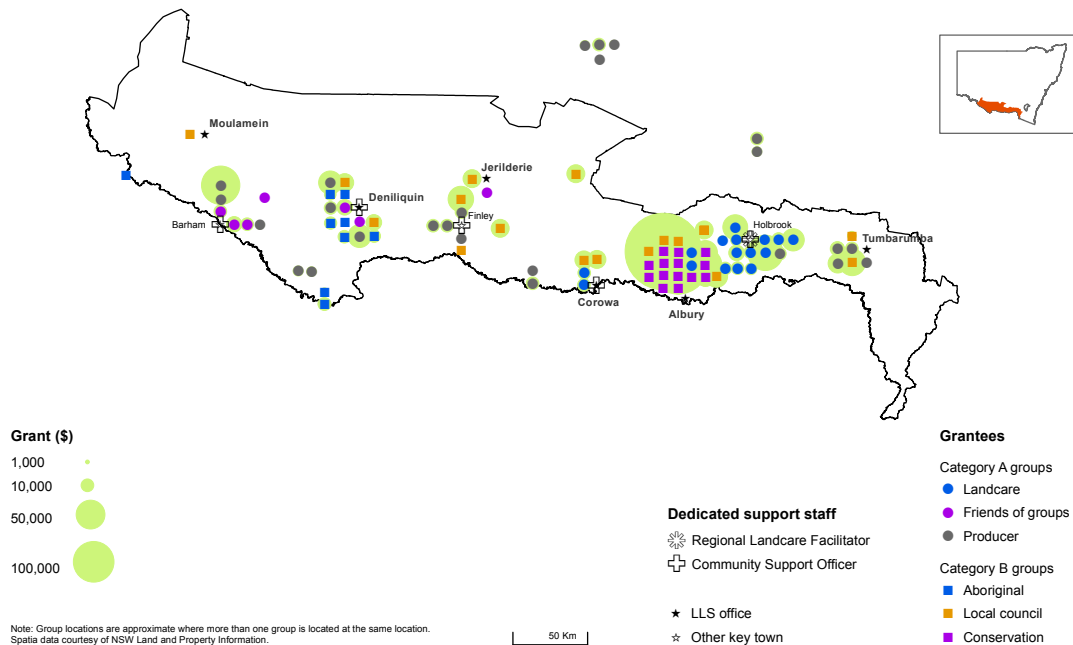 Moulamein
Jerilderie
Deniliquin
Barham
Finley
Holbrook
Tumbarumba
Corowa
Albury
Grant ($)
1,000
10,000
50,000
100,000
Note: Group locations are approximate where more than one group is located at the same location.
Spatia data courtesy of NSW Land and Property Information.
50 Km
Dedicated support staff
Regional Landcare Facilitator
Community Support Officer
LLS office
Other key town
Grantees
Category A groups
Landcare
Friends of groups
Producer
Category B groups
Aboriginal
Local council
Conservation